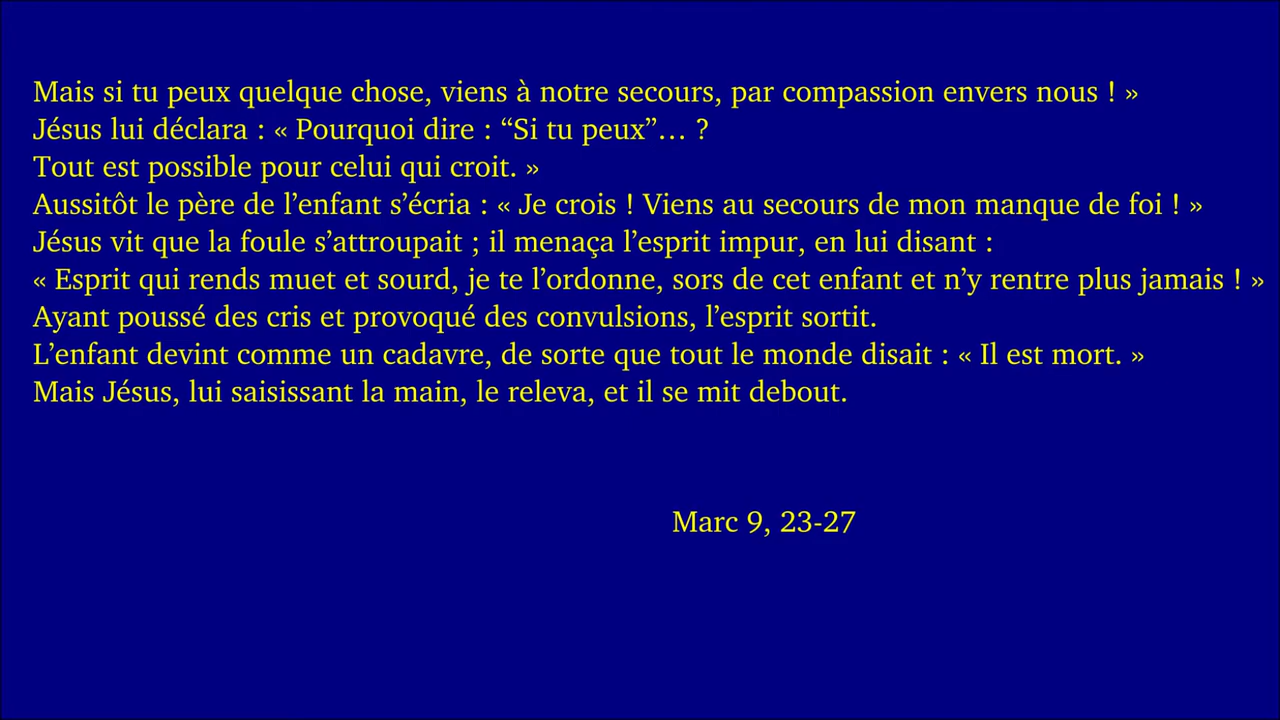 Mais si tu peux quelque chose, viens à notre secours, par compassion envers nous ! »
Jésus lui déclara : « Pourquoi dire : “Si tu peux”… ?
Tout est possible pour celui qui croit. »
Aussitôt le père de l’enfant s’écria : « Je crois ! Viens au secours de mon manque de foi ! »
Jésus vit que la foule s’attroupait ; il menaça l’esprit impur, en lui disant :
« Esprit qui rends muet et sourd, je te l’ordonne, sors de cet enfant et n’y rentre plus jamais ! »
Ayant poussé des cris et provoqué des convulsions, l’esprit sortit.
L’enfant devint comme un cadavre, de sorte que tout le monde disait : « Il est mort. »
Mais Jésus, lui saisissant la main, le releva, et il se mit debout.
Marc 9, 23-27